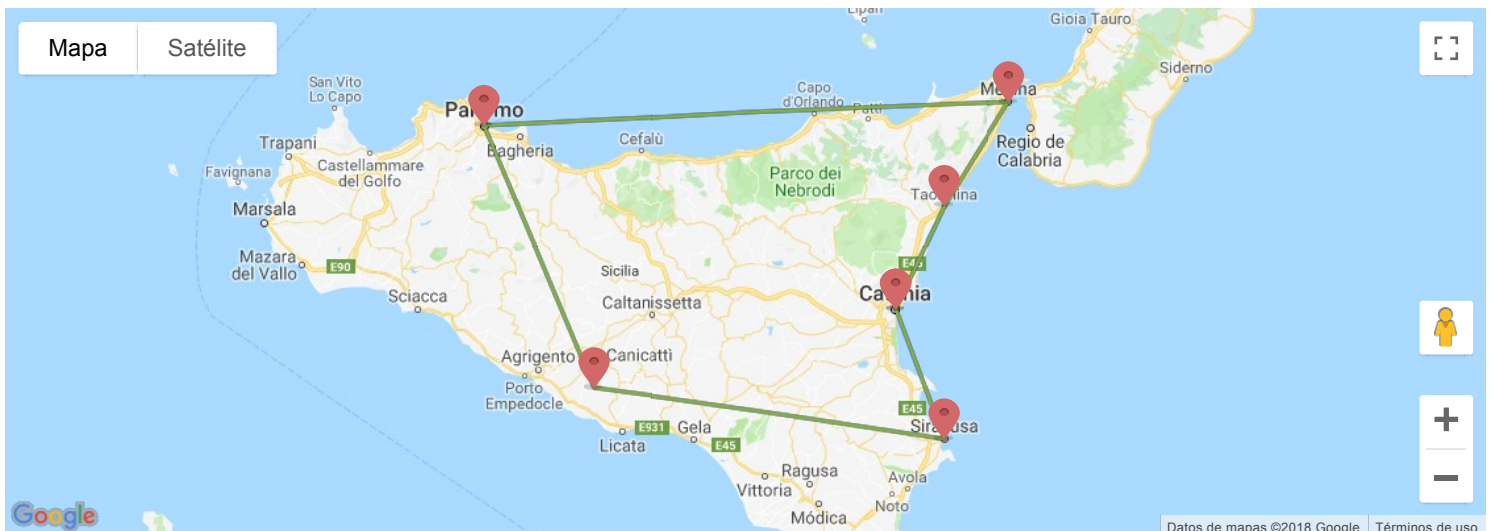 Lipari
Gioia Tauro
Mapa
Satélite
Siderno
San Vito
Lo Capo
Capo
d'Orlando
Patti
Palermo
Messina
Trapani
Castellammare
del Golfo
Bagheria
Cefalù
Regio de
Calabria
Favignana
Parco dei
Nebrodi
Taormina
Marsala
Mazara
del Vallo
E90
Sicilia
E45
Sciacca
Caltanissetta
Catania
Agrigento
Canicattì
Porto
Empedocle
E931
Gela
E45
E45
Siracusa
Licata
Ragusa
Avola
Vittoria
Noto
Módica
Google
Datos de mapas ©2018 Google
Términos de uso